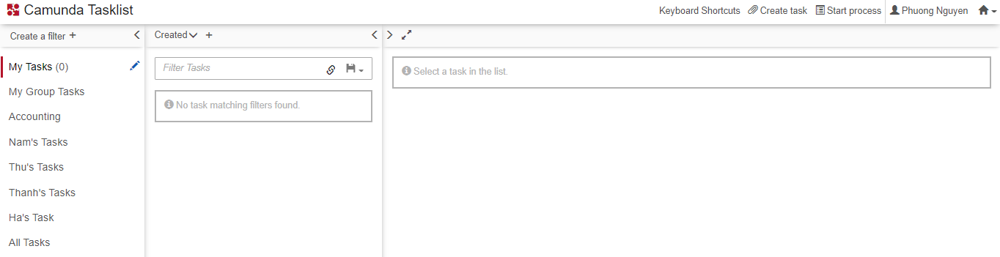 Camunda Tasklist
Keyboard Shortcuts Create task Start process Phuong Nguyen
Create a filter +
Created +
My Tasks (0)
My Group Tasks
Accounting
Nam's Tasks
Thu's Tasks
Thanh's Tasks
Ha's Task
All Tasks
Filter Tasks
No task matching filters found.
Select a task in the list.